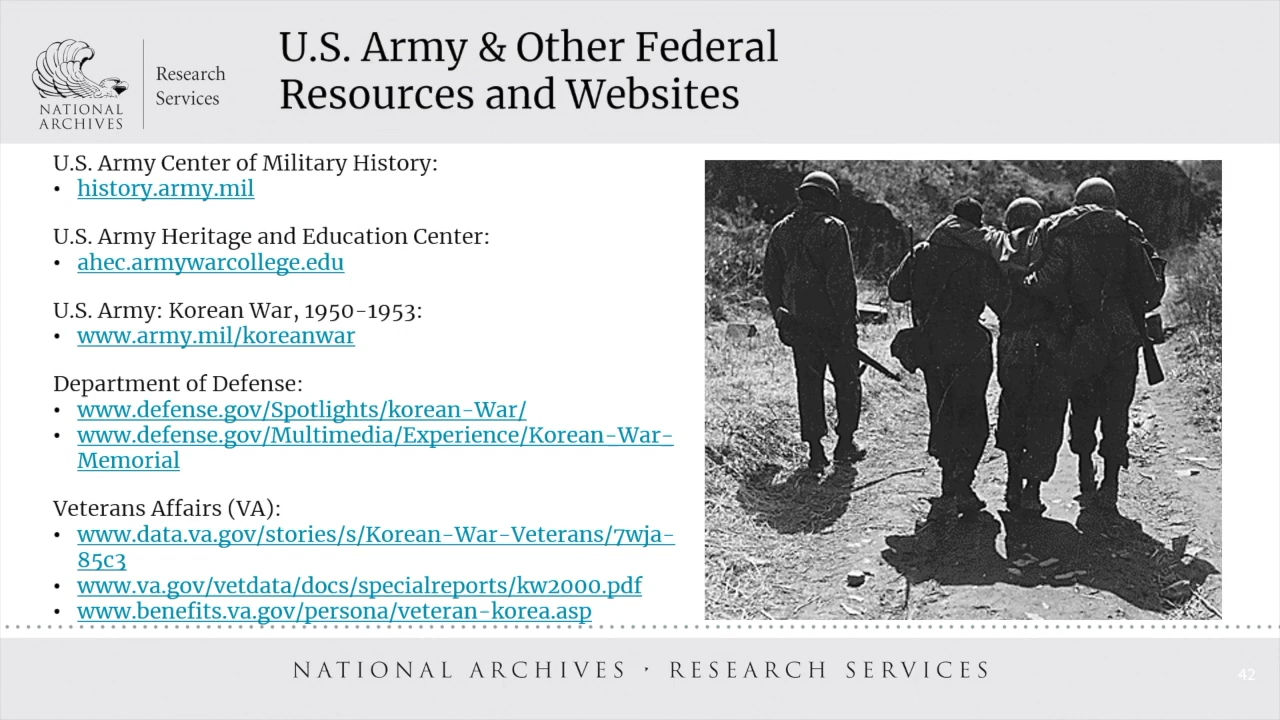 U.S. Army & Other Federal
Resources and Websites
Research
Services
NATIONAL
ARCHIVES
U.S. Army Center of Military History:
• history.army.mil
U.S. Army Heritage and Education Center:
• ahec.armywarcollege.edu
U.S. Army: Korean War, 1950-1953:
• www.army.mil/koreanwar
Department of Defense:
• www.defense.gov/Spotlights/korean-War/
• www.defense.gov/Multimedia/Experience/Korean-War-
Memorial
Veterans Affairs (VA):
• www.data.va.gov/stories/s/Korean-War-Veterans/7wja-
85c3
• www.va.gov/vetdata/docs/specialreports/kw2000.pdf
• www.benefits.va.gov/persona/veteran-korea.asp
NATIONAL ARCHIVES · RESEARCH SERVICES
42